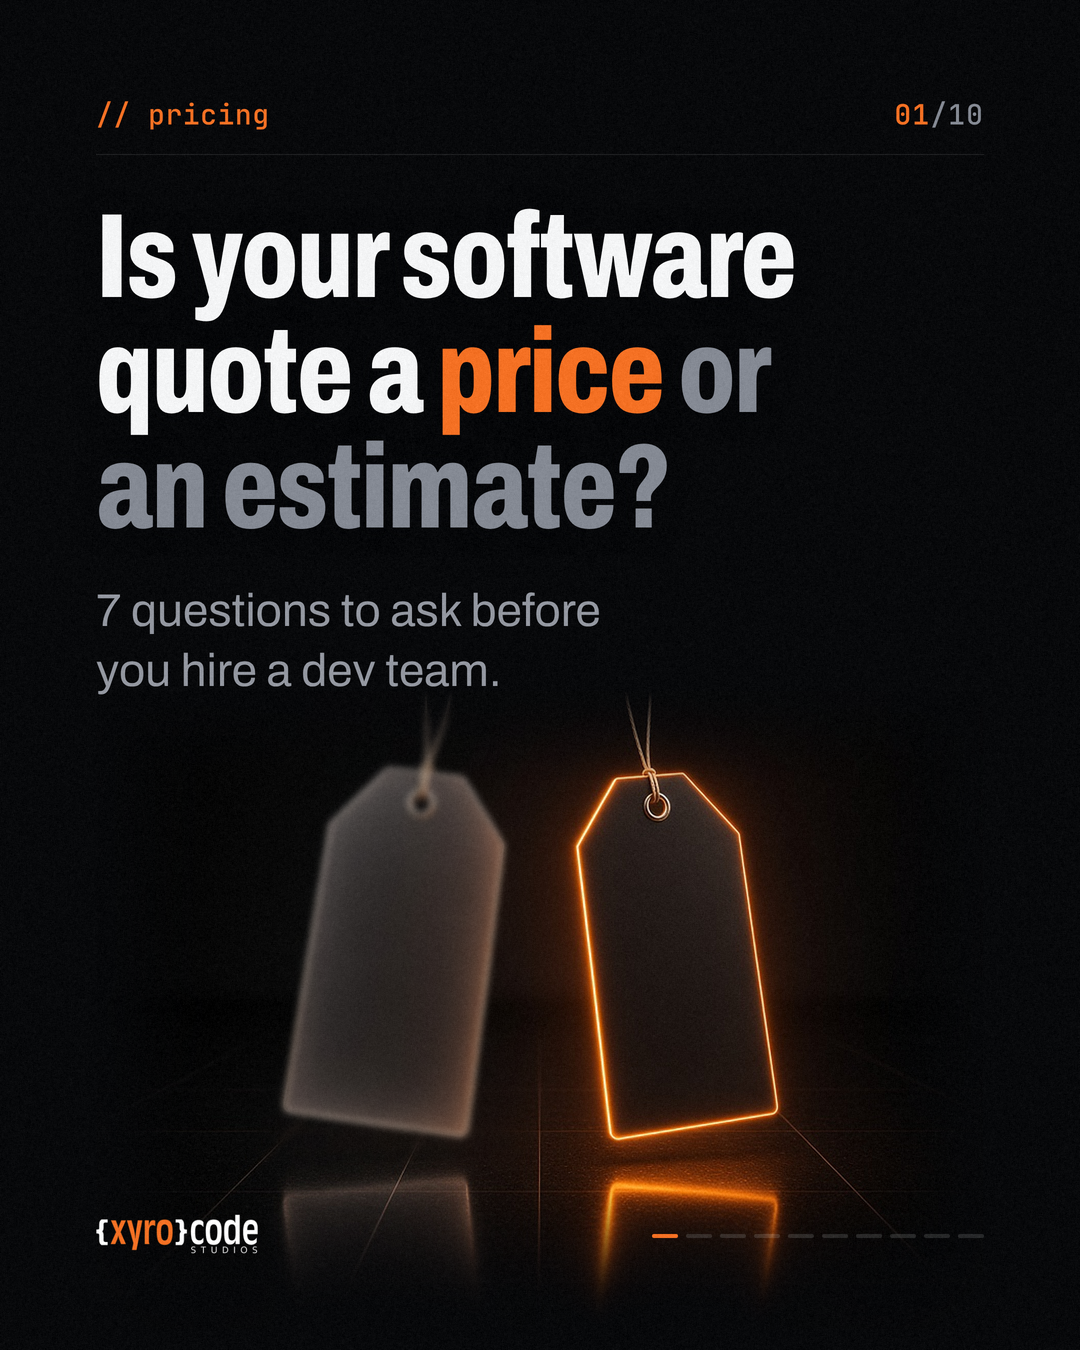 // pricing
01/10
Is your software
quote a price or
an estimate?
7 questions to ask before
you hire a dev team.
{xyro}code
STUDIOS